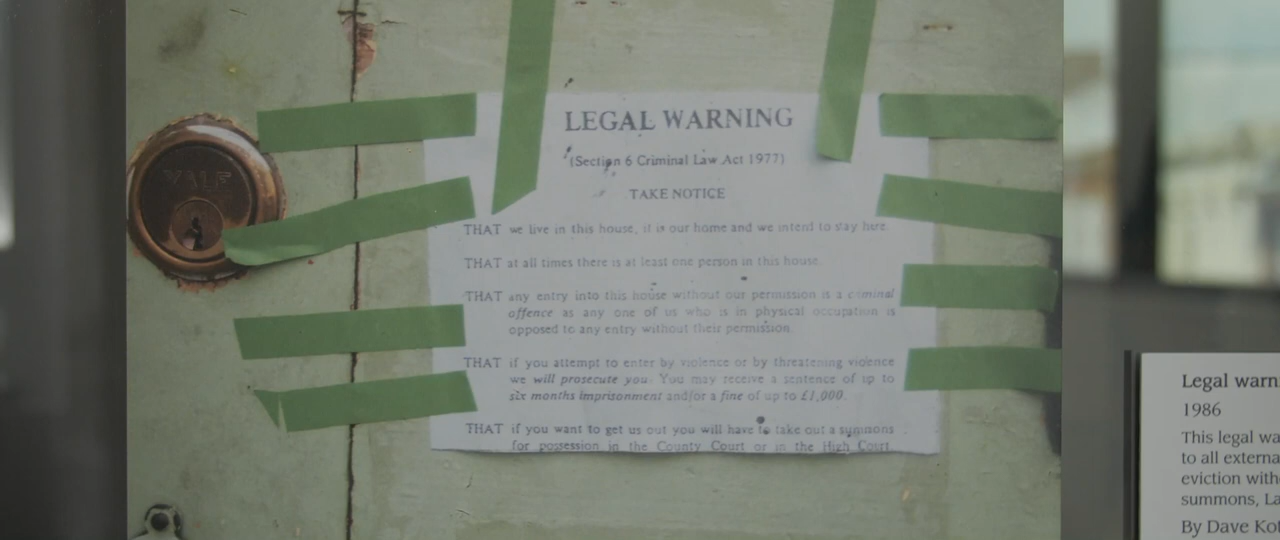 YALE
LEGAL WARNING
(Section 6 Criminal Law Act 1977)
TAKE NOTICE
THAT we live in this house, it is our home and we intend to stay here.
THAT at all times there is at least one person in this house.
THAT any entry into this house without our permission is a criminal
offence as any one of us who is in physical occupation is
opposed to any entry without their permission.
THAT if you attempt to enter by violence or by threatening violence
we will prosecute you. You may receive a sentence of up to
six months imprisonment and/or a fine of up to £1,000.
THAT if you want to get us out you will have to take out a summons
for possession in the County Court or in the High Court.
Legal
1986
This legal
to all
eviction
summons,
By Dave